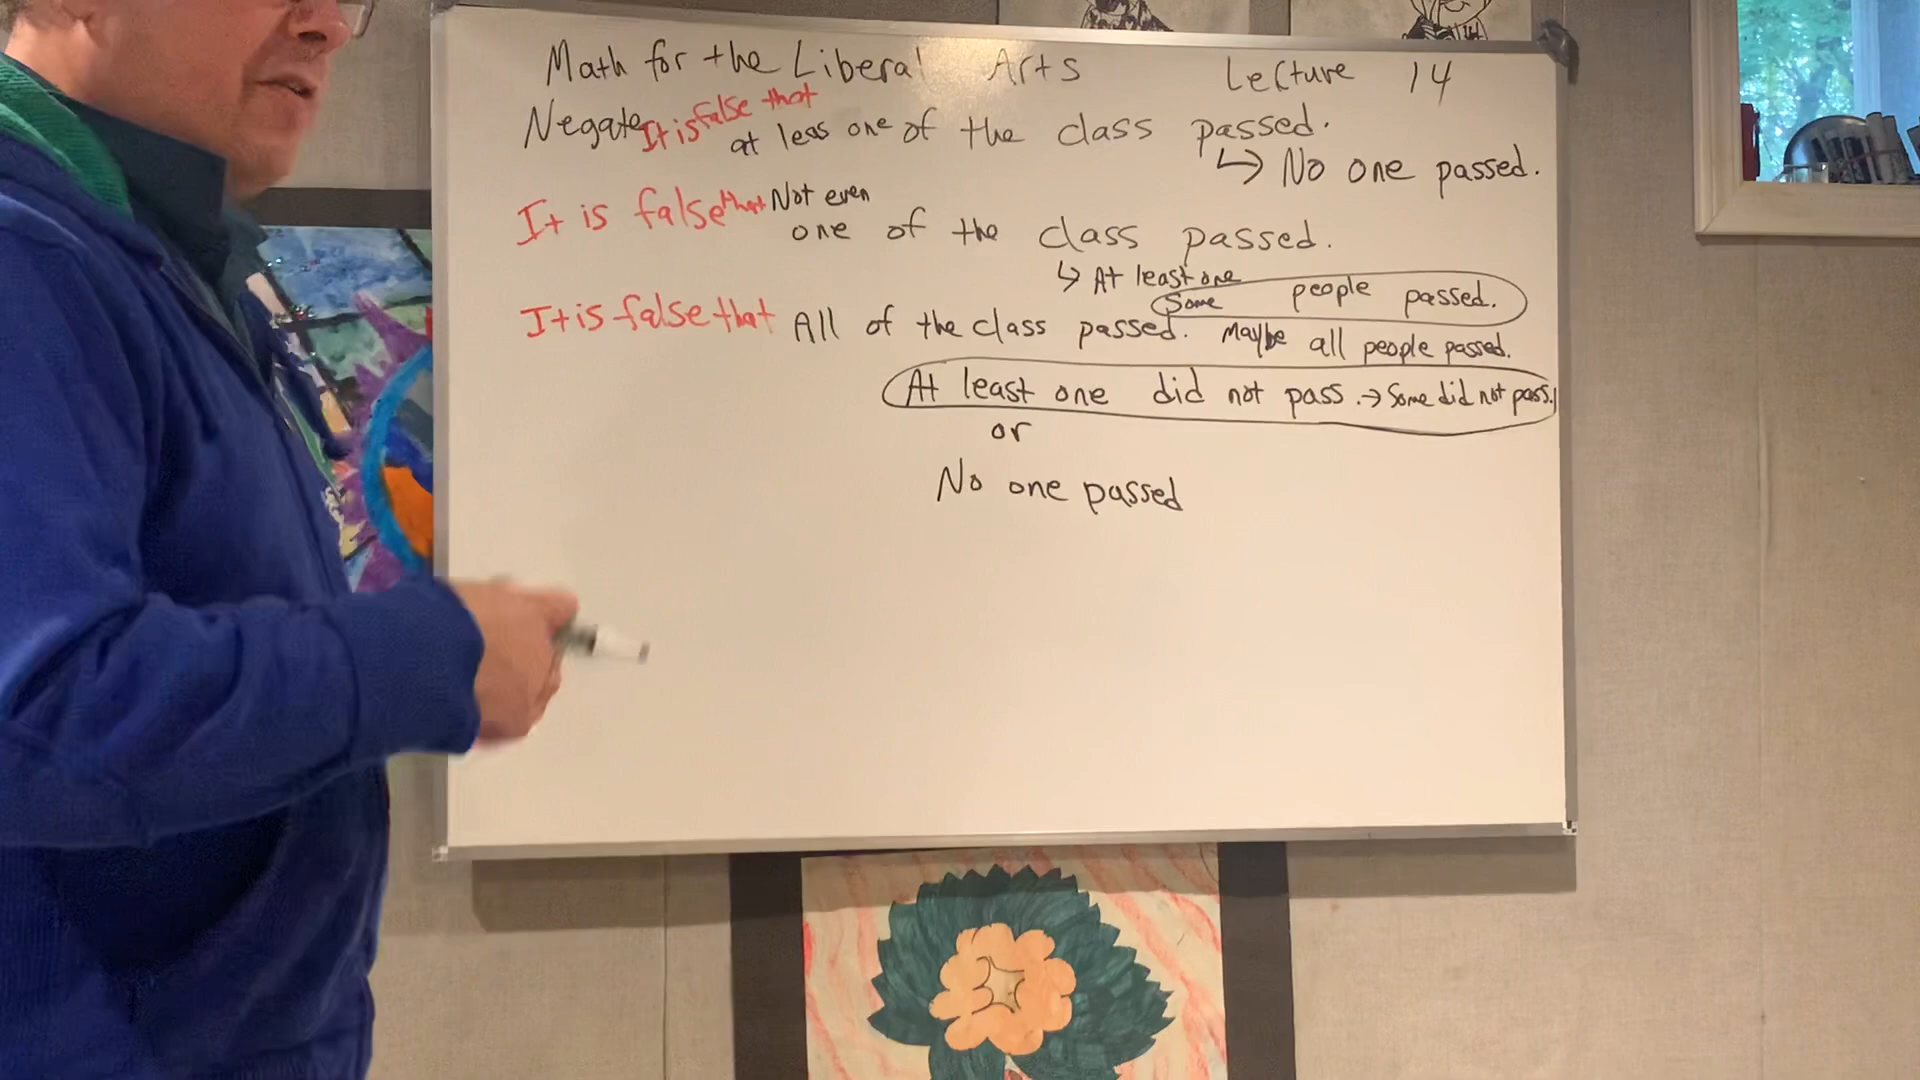 Math for the Liberal Arts Lecture 14
Negate It is false that at leas one of the class passed.
↳ No one passed.
It is false that Not even one of the class passed.
↳ At least one
Some people passed.
It is false that All of the class passed. Maybe all people passed.
At least one did not pass. → Some did not pass.
or
No one passed